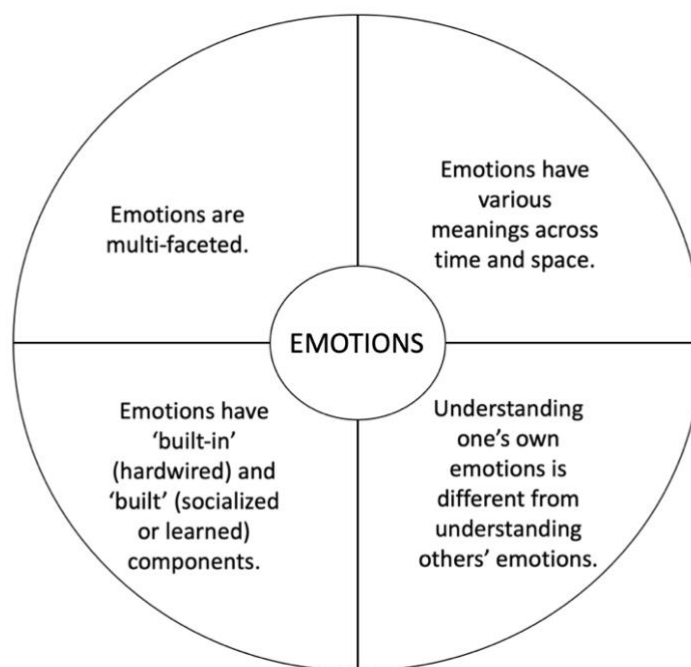 Emotions are
multi-faceted.
Emotions have
various
meanings across
time and space.
EMOTIONS
Emotions have
‘built-in’
(hardwired) and
‘built’ (socialized
or learned)
components.
Understanding
one’s own
emotions is
different from
understanding
others’ emotions.